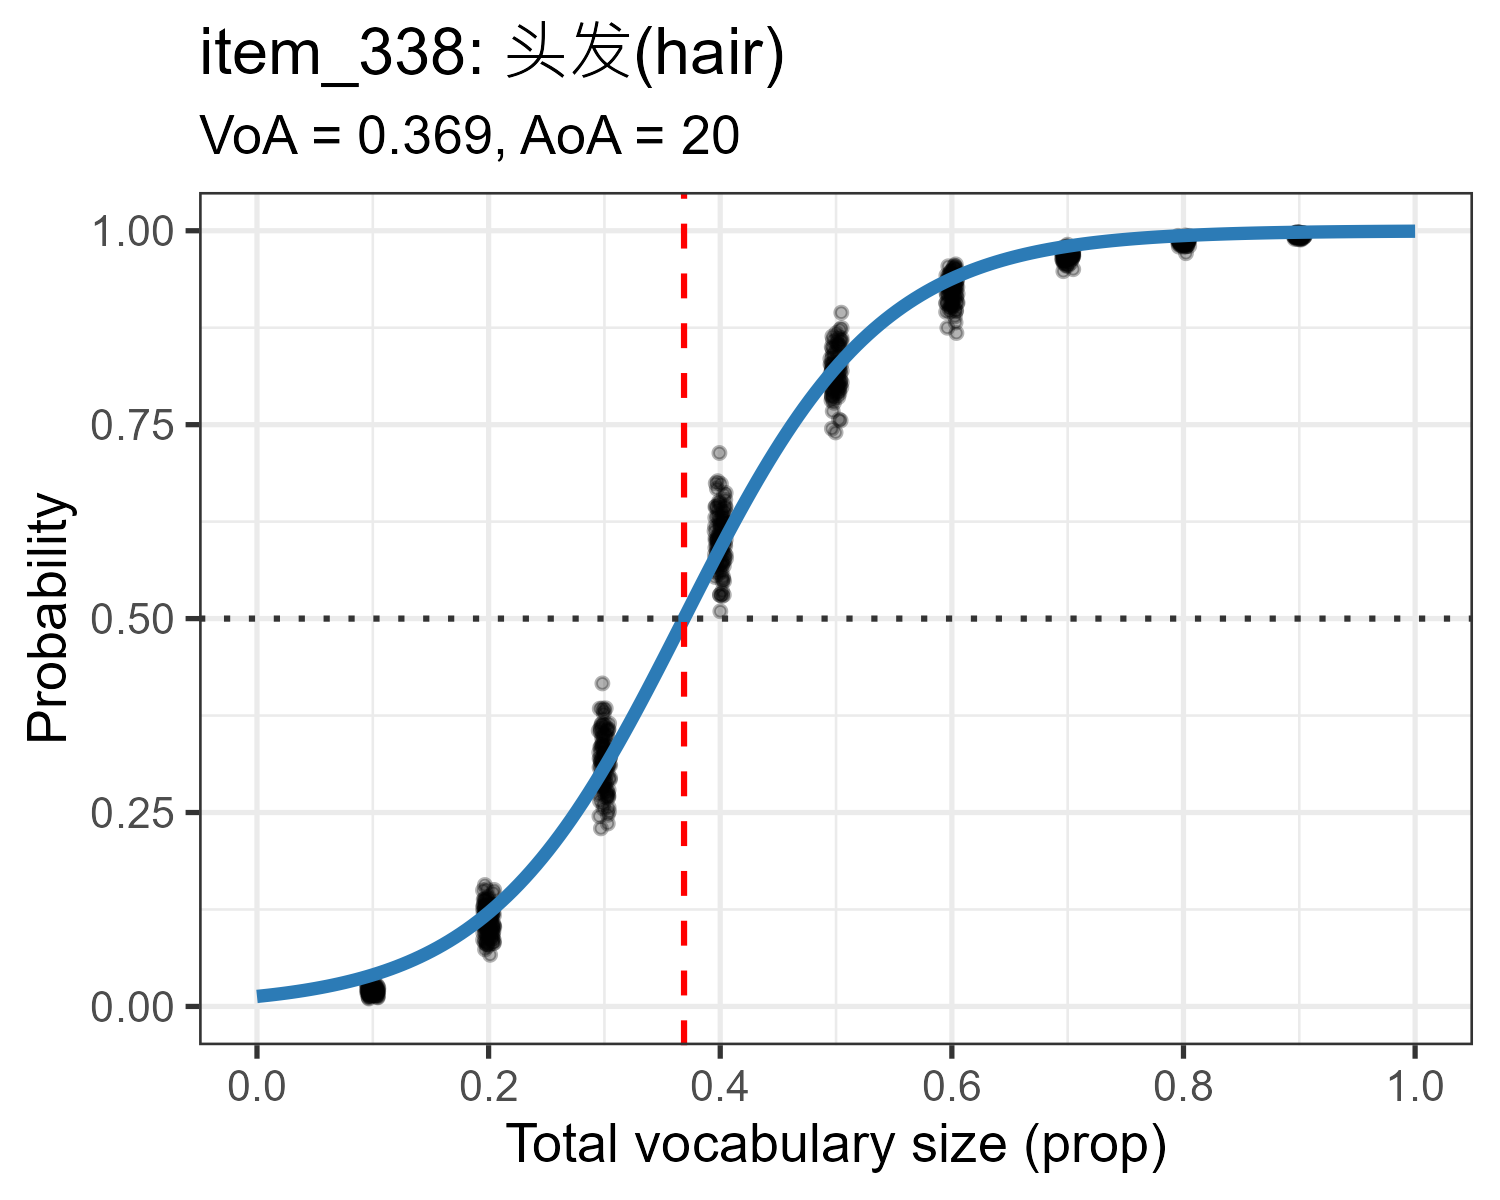 item_338: 头发(hair)
VoA = 0.369, AoA = 20
1.00
0.75
0.50
0.25
0.00
Probability
0.0 0.2 0.4 0.6 0.8 1.0
Total vocabulary size (prop)